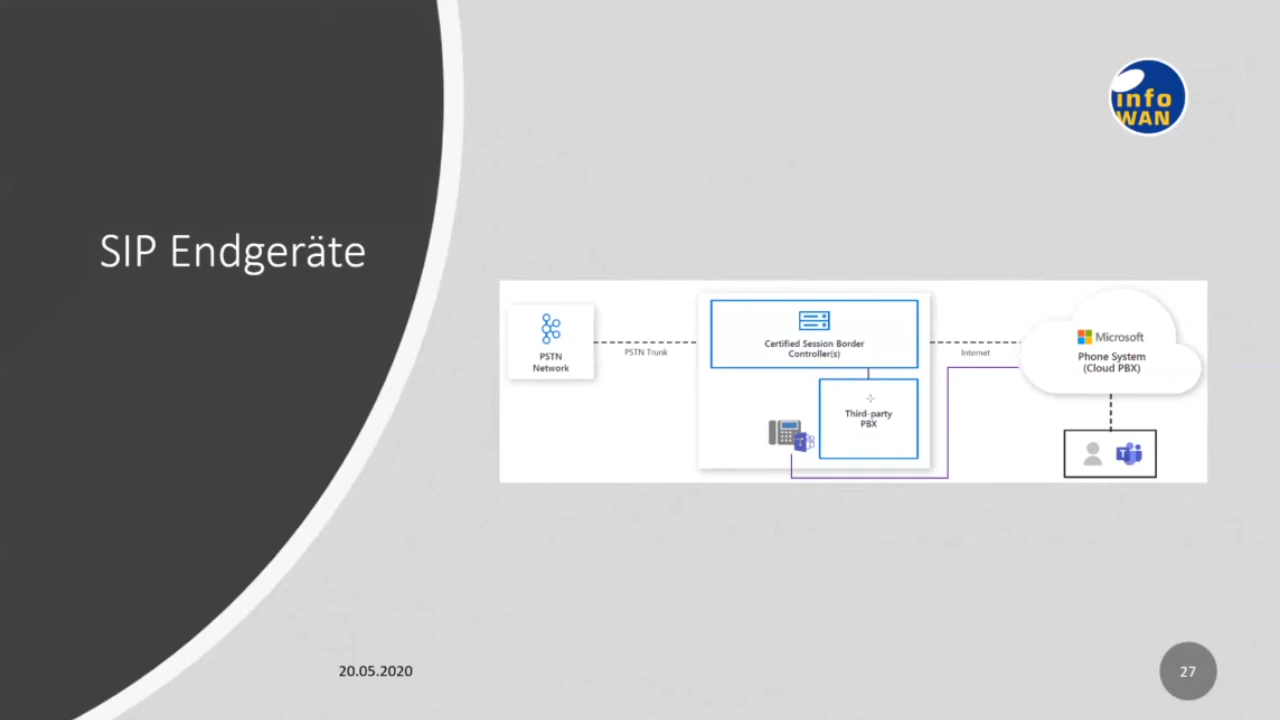 SIP Endgeräte
info
WAN
PSTN
Network
PSTN Trunk
Certified Session Border
Controller(s)
Third-party
PBX
Internet
Microsoft
Phone System
(Cloud PBX)
T
T
20.05.2020
27